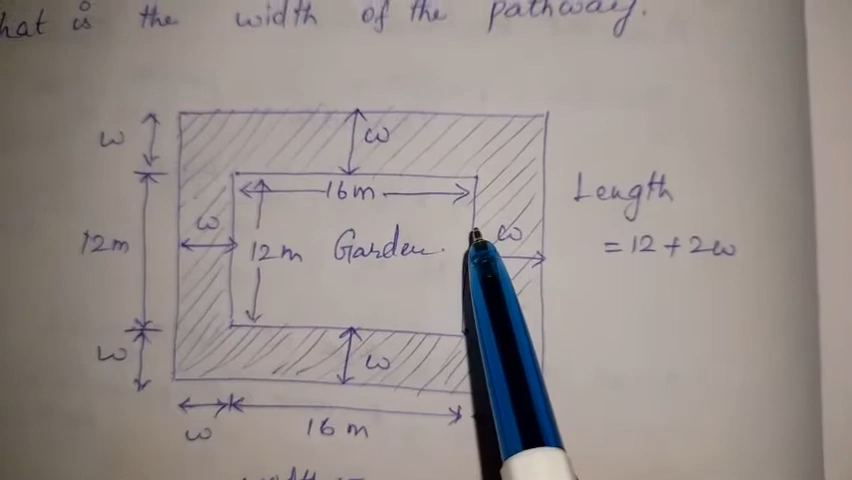 hat is the width of the pathway.
w
w
16m
Length
w
12m
12m
Garden.
w
= 12 + 2w
w
w
w
16 m